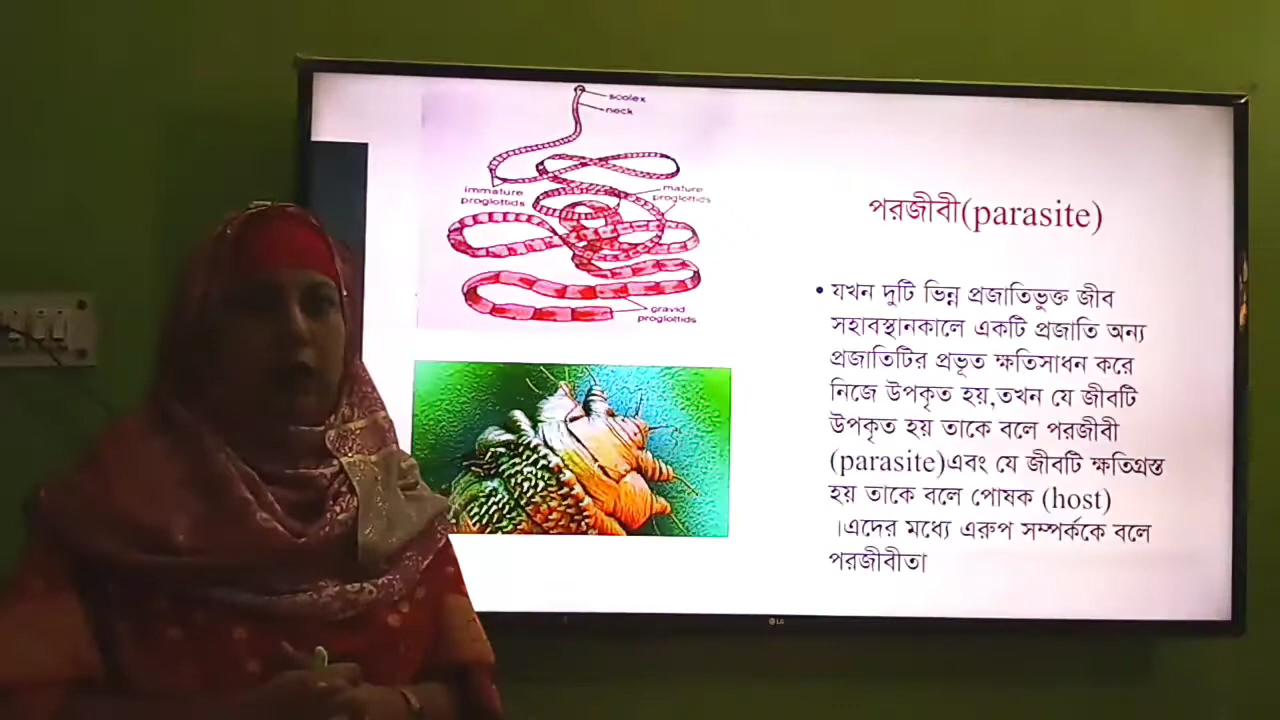 scolex
neck
immature
proglottids
mature
proglottids
gravid
proglottids
পরজীবী(parasite)
• যখন দুটি ভিন্ন প্রজাতিভুক্ত জীব
সহাবস্থানকালে একটি প্রজাতি অন্য
প্রজাতিটির প্রভূত ক্ষতিসাধন করে
নিজে উপকৃত হয়,তখন যে জীবটি
উপকৃত হয় তাকে বলে পরজীবী
(parasite)এবং যে জীবটি ক্ষতিগ্রস্ত
হয় তাকে বলে পোষক (host)
।এদের মধ্যে এরুপ সম্পর্ককে বলে
পরজীবীতা
LG